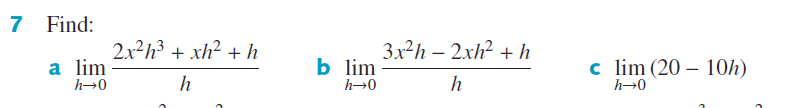 7 Find:
a lim h→0 (2x²h³ + xh² + h)/h b lim h→0 (3x²h – 2xh² + h)/h c lim h→0 (20 – 10h)